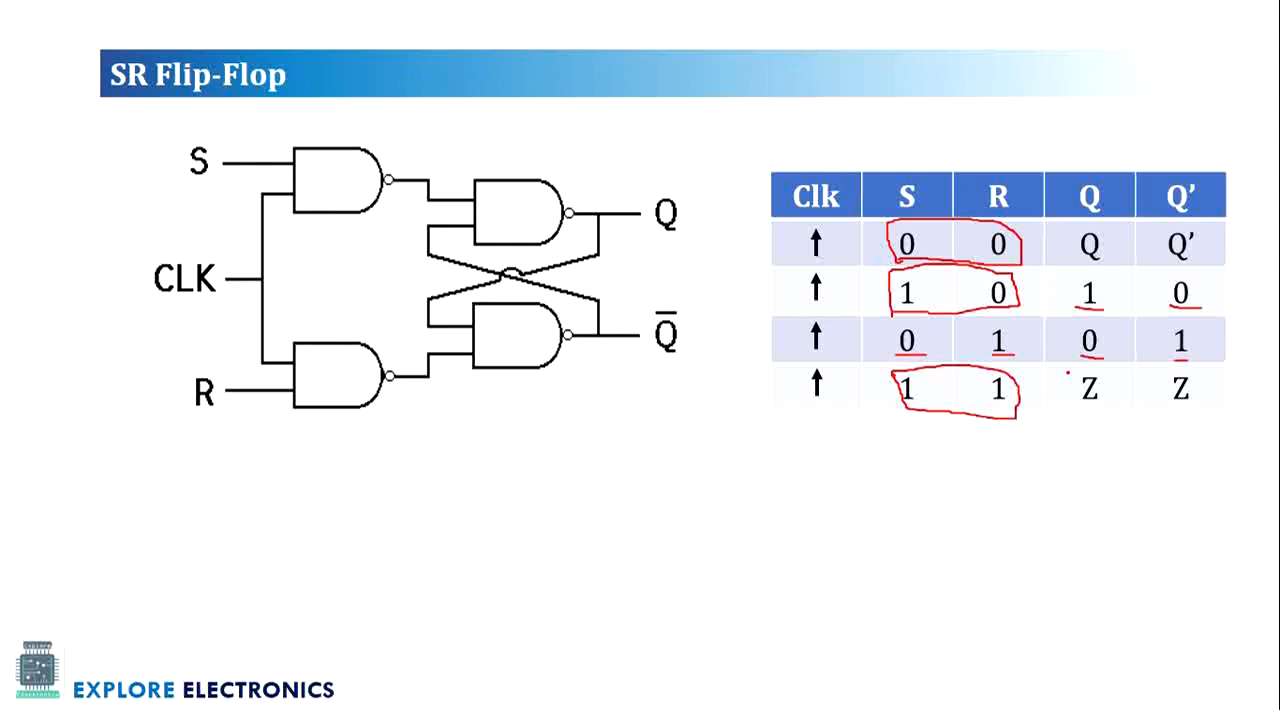 SR Flip-Flop
S
CLK
R
Q
Q̅
Clk S R Q Q’
↑ 0 0 Q Q’
↑ 1 0 1 0
↑ 0 1 0 1
↑ 1 1 Z Z
EXPLORE ELECTRONICS